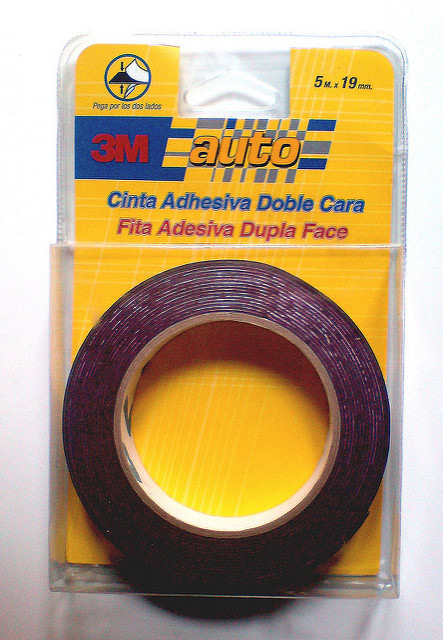 5 M. x 19 mm.
Pega por los dos lados
3M auto
Cinta Adhesiva Doble Cara
Fita Adesiva Dupla Face